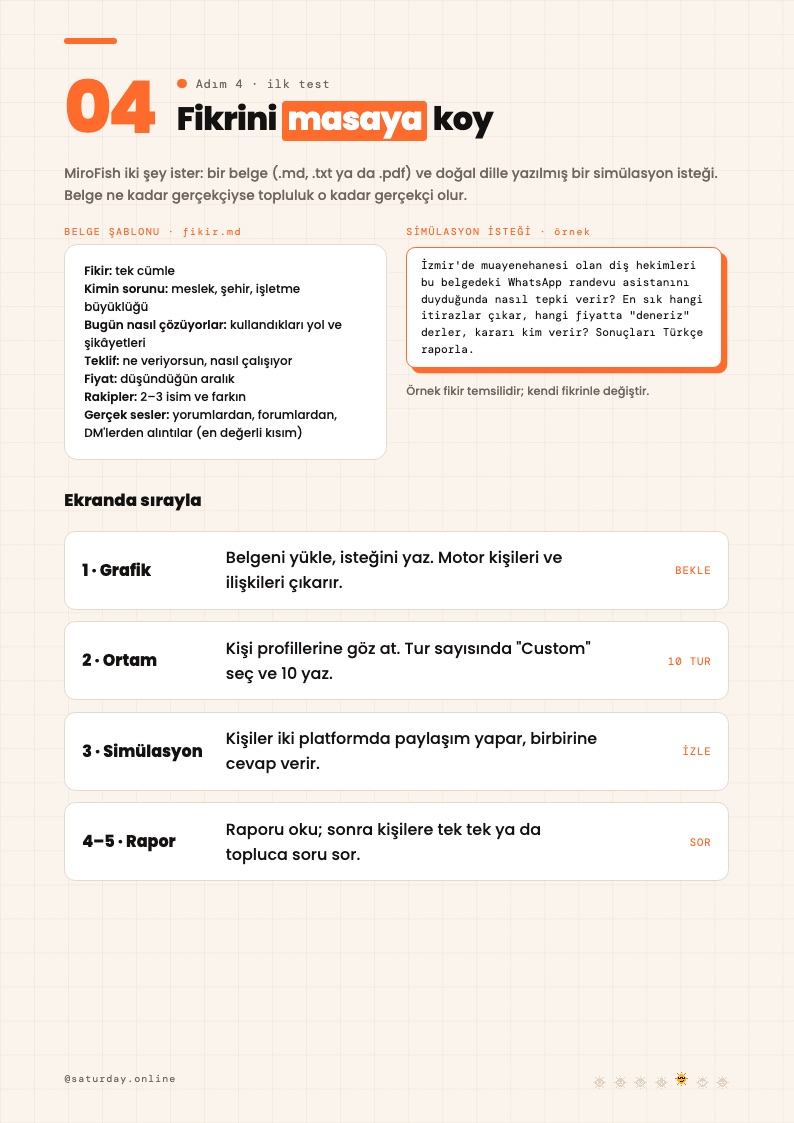 04
Adım 4 · ilk test
Fikrini masaya koy
MiroFish iki şey ister: bir belge (.md, .txt ya da .pdf) ve doğal dille yazılmış bir simülasyon isteği.
Belge ne kadar gerçekçiyse topluluk o kadar gerçekçi olur.
BELGE ŞABLONU · fikir.md
Fikir: tek cümle
Kimin sorunu: meslek, şehir, işletme
büyüklüğü
Bugün nasıl çözüyorlar: kullandıkları yol ve
şikâyetleri
Teklif: ne veriyorsun, nasıl çalışıyor
Fiyat: düşündüğün aralık
Rakipler: 2–3 isim ve farkın
Gerçek sesler: yorumlardan, forumlardan,
DM'lerden alıntılar (en değerli kısım)
SİMÜLASYON İSTEĞİ · örnek
İzmir'de muayenehanesi olan diş hekimleri
bu belgedeki WhatsApp randevu asistanını
duyduğunda nasıl tepki verir? En sık hangi
itirazlar çıkar, hangi fiyatta "deneriz"
derler, kararı kim verir? Sonuçları Türkçe
raporla.
Örnek fikir temsilidir; kendi fikrinle değiştir.
Ekranda sırayla
1 · Grafik
Belgeni yükle, isteğini yaz. Motor kişileri ve
ilişkileri çıkarır.
BEKLE
2 · Ortam
Kişi profillerine göz at. Tur sayısında "Custom"
seç ve 10 yaz.
10 TUR
3 · Simülasyon
Kişiler iki platformda paylaşım yapar, birbirine
cevap verir.
İZLE
4–5 · Rapor
Raporu oku; sonra kişilere tek tek ya da
topluca soru sor.
SOR
@saturday.online